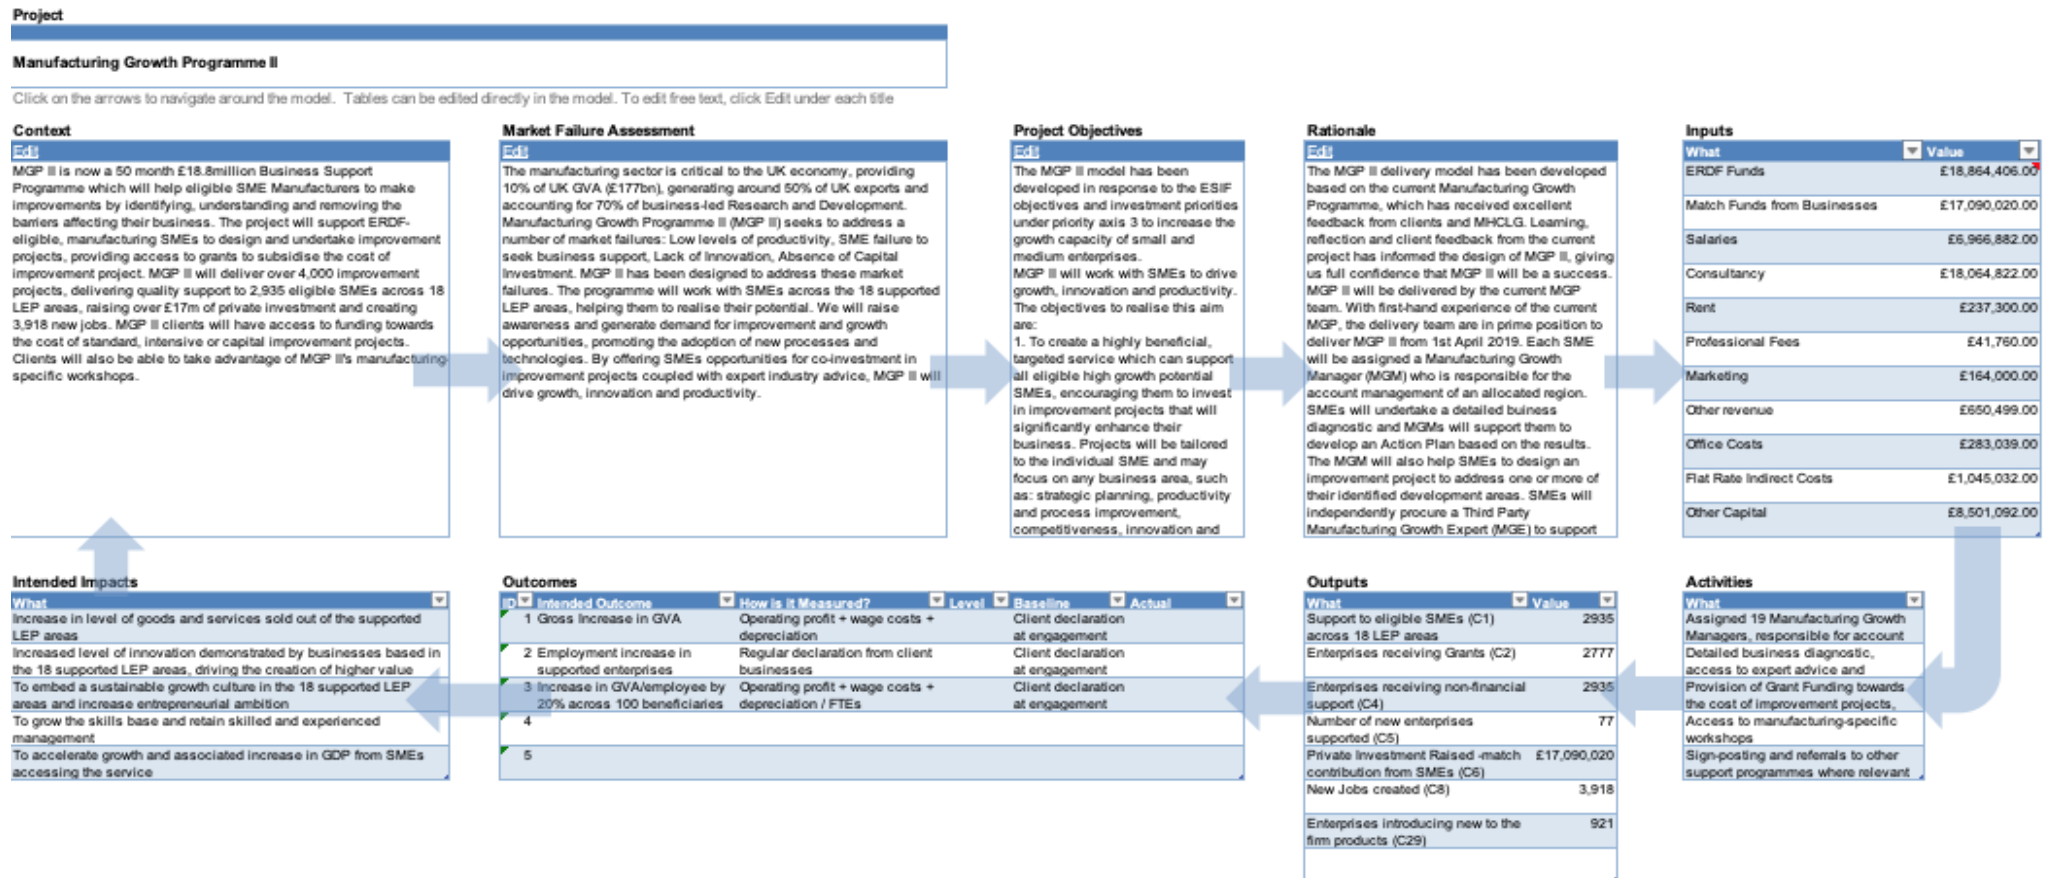 Project
Manufacturing Growth Programme II
Click on the arrows to navigate around the model. Tables can be edited directly in the model. To edit free text, click Edit under each title
Context
Edit
MGP II is now a 50 month £18.8million Business Support
Programme which will help eligible SME Manufacturers to make
improvements by identifying, understanding and removing the
barriers affecting their business. The project will support ERDF-
eligible, manufacturing SMEs to design and undertake improvement
projects, providing access to grants to subsidise the cost of
improvement project. MGP II will deliver over 4,000 improvement
projects, delivering quality support to 2,935 eligible SMEs across 18
LEP areas, raising over £17m of private investment and creating
3,918 new jobs. MGP II clients will have access to funding towards
the cost of standard, intensive or capital improvement projects.
Clients will also be able to take advantage of MGP II's manufacturing-
specific workshops.
Market Failure Assessment
Edit
The manufacturing sector is critical to the UK economy, providing
10% of UK GVA (£177bn), generating around 50% of UK exports and
accounting for 70% of business-led Research and Development.
Manufacturing Growth Programme II (MGP II) seeks to address a
number of market failures: Low levels of productivity, SME failure to
seek business support, Lack of Innovation, Absence of Capital
Investment. MGP II has been designed to address these market
failures. The programme will work with SMEs across the 18 supported
LEP areas, helping them to realise their potential. We will raise
awareness and generate demand for improvement and growth
opportunities, promoting the adoption of new processes and
technologies. By offering SMEs opportunities for co-investment in
improvement projects coupled with expert industry advice, MGP II will
drive growth, innovation and productivity.
Project Objectives
Edit
The MGP II model has been
developed in response to the ESIF
objectives and investment priorities
under priority axis 3 to increase the
growth capacity of small and
medium enterprises.
MGP II will work with SMEs to drive
growth, innovation and productivity.
The objectives to realise this aim
are:
1. To create a highly beneficial,
targeted service which can support
all eligible high growth potential
SMEs, encouraging them to invest
in improvement projects that will
significantly enhance their
business. Projects will be tailored
to the individual SME and may
focus on any business area, such
as: strategic planning, productivity
and process improvement,
competitiveness, innovation and
Rationale
Edit
The MGP II delivery model has been developed
based on the current Manufacturing Growth
Programme, which has received excellent
feedback from clients and MHCLG. Learning,
reflection and client feedback from the current
project has informed the design of MGP II, giving
us full confidence that MGP II will be a success.
MGP II will be delivered by the current MGP
team. With first-hand experience of the current
MGP, the delivery team are in prime position to
deliver MGP II from 1st April 2019. Each SME
will be assigned a Manufacturing Growth
Manager (MGM) who is responsible for the
account management of an allocated region.
SMEs will undertake a detailed buiness
diagnostic and MGMs will support them to
develop an Action Plan based on the results.
The MGM will also help SMEs to design an
improvement project to address one or more of
their identified development areas. SMEs will
independently procure a Third Party
Manufacturing Growth Expert (MGE) to support
Inputs
What Value
ERDF Funds £18,864,406.00
Match Funds from Businesses £17,090,020.00
Salaries £6,966,882.00
Consultancy £18,064,822.00
Rent £237,300.00
Professional Fees £41,760.00
Marketing £164,000.00
Other revenue £650,499.00
Office Costs £283,039.00
Flat Rate Indirect Costs £1,045,032.00
Other Capital £8,501,092.00
Intended Impacts
What
Increase in level of goods and services sold out of the supported
LEP areas
Increased level of innovation demonstrated by businesses based in
the 18 supported LEP areas, driving the creation of higher value
To embed a sustainable growth culture in the 18 supported LEP
areas and increase entrepreneurial ambition
To grow the skills base and retain skilled and experienced
management
To accelerate growth and associated increase in GDP from SMEs
accessing the service
Outcomes
ID Intended Outcome How is it Measured? Level Baseline Actual
1 Gross Increase in GVA Operating profit + wage costs + Client declaration
depreciation at engagement
2 Employment increase in Regular declaration from client Client declaration
supported enterprises businesses at engagement
3 Increase in GVA/employee by Operating profit + wage costs + Client declaration
20% across 100 beneficiaries depreciation / FTEs at engagement
4
5
Outputs
What Value
Support to eligible SMEs (C1) 2935
across 18 LEP areas
Enterprises receiving Grants (C2) 2777
Enterprises receiving non-financial 2935
support (C4)
Number of new enterprises 77
supported (C5)
Private Investment Raised -match £17,090,020
contribution from SMEs (C6)
New Jobs created (C8) 3,918
Enterprises introducing new to the 921
firm products (C29)
Activities
What
Assigned 19 Manufacturing Growth
Managers, responsible for account
Detailed business diagnostic,
access to expert advice and
Provision of Grant Funding towards
the cost of improvement projects,
Access to manufacturing-specific
workshops
Sign-posting and referrals to other
support programmes where relevant